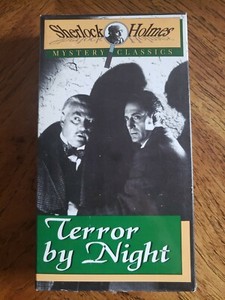 Sherlock Holmes
MYSTERY CLASSICS
Terror
by Night